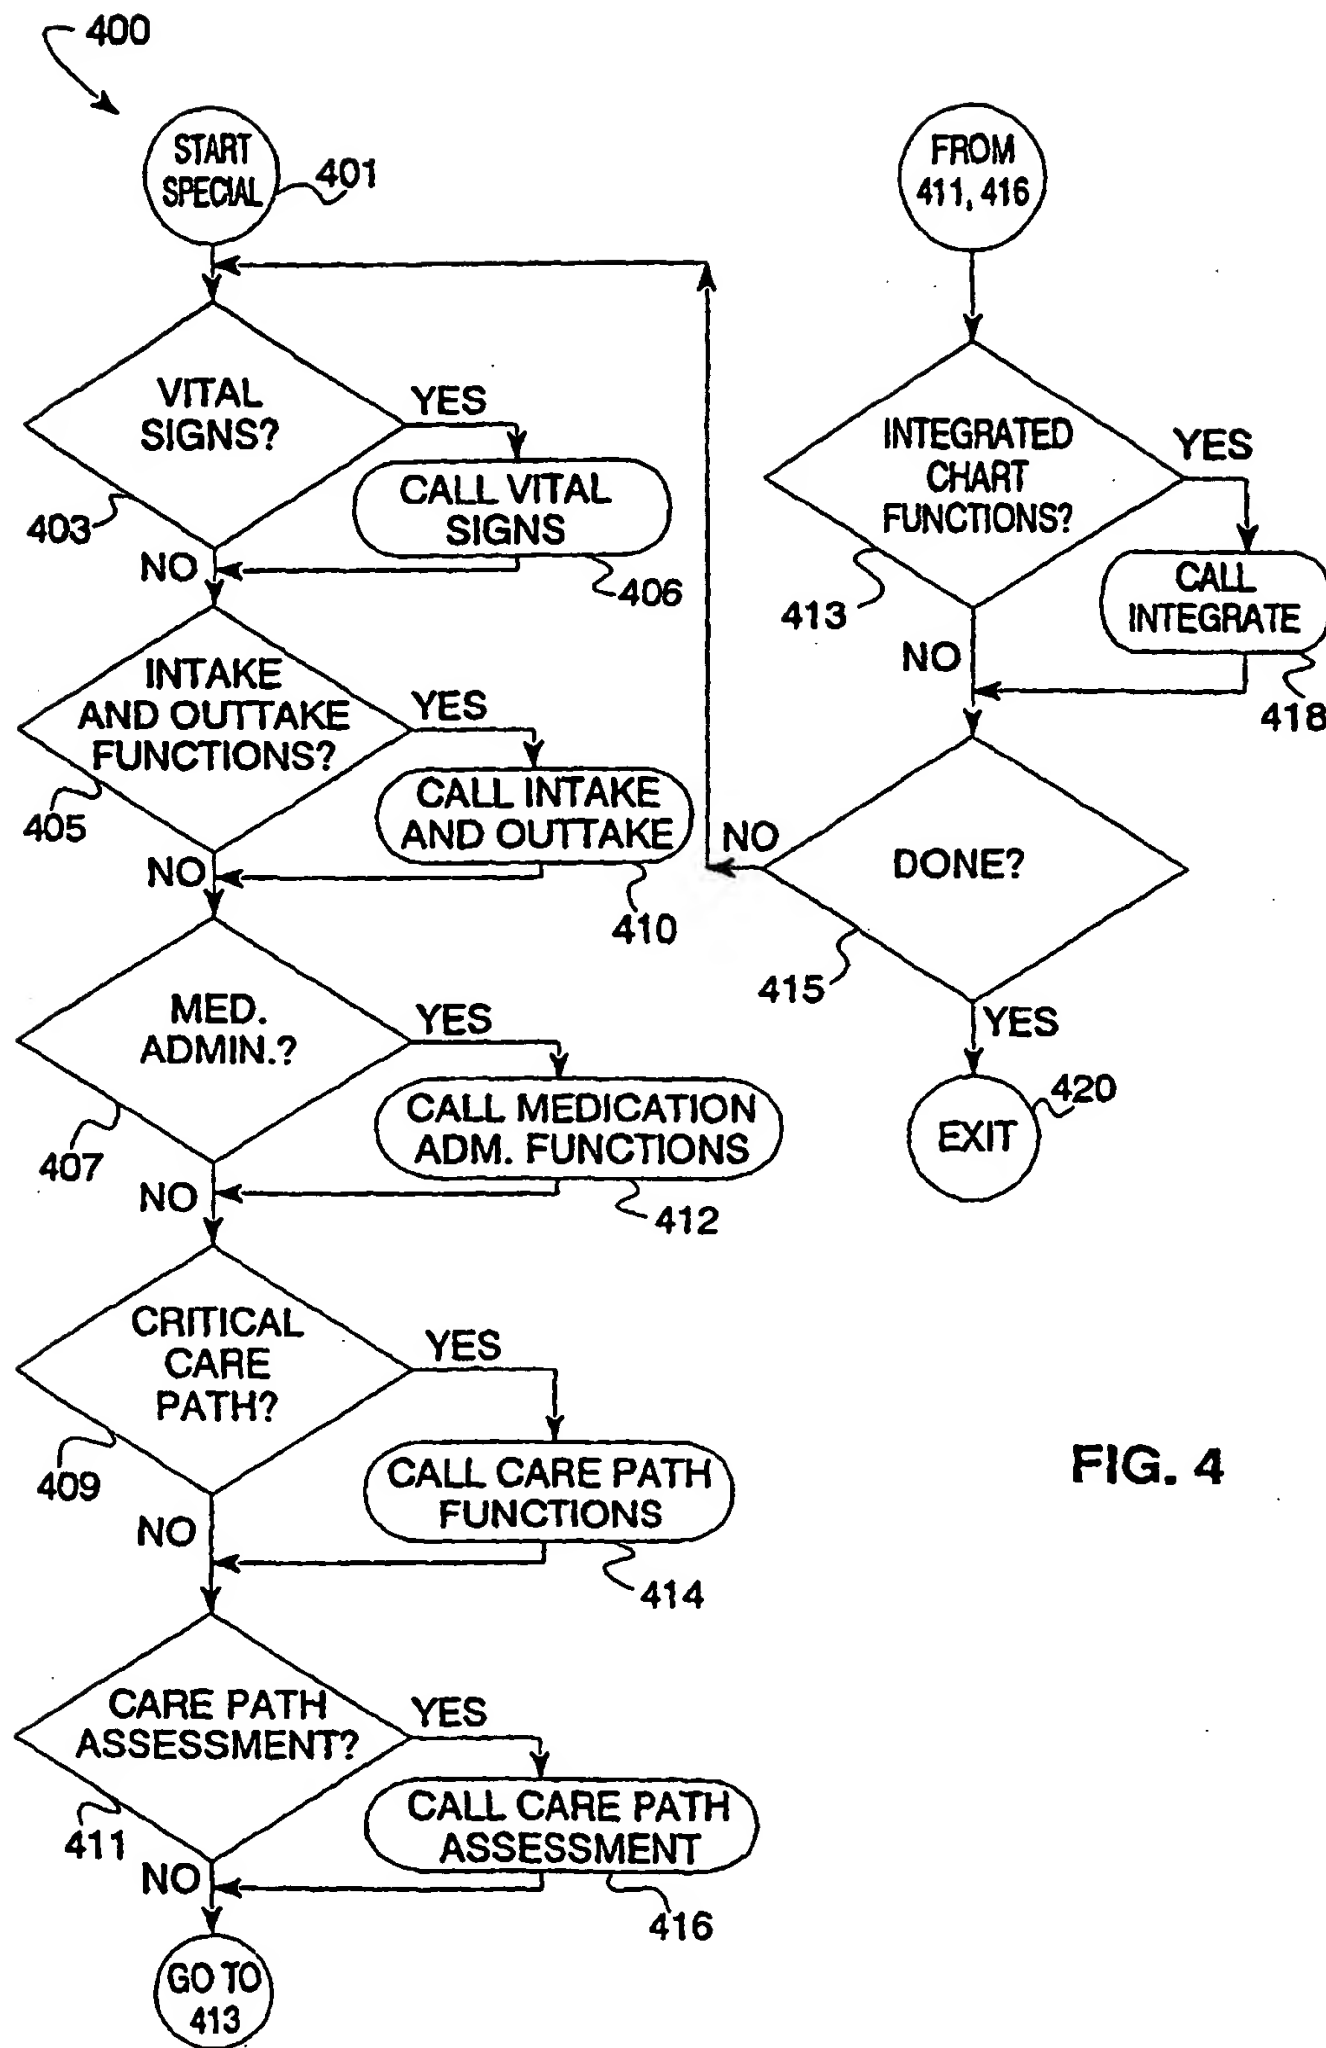 400
START
SPECIAL
401
VITAL
SIGNS?
YES
403
CALL VITAL
SIGNS
NO
406
INTAKE
AND OUTTAKE
FUNCTIONS?
YES
405
CALL INTAKE
AND OUTTAKE
NO
410
MED.
ADMIN.?
YES
407
CALL MEDICATION
ADM. FUNCTIONS
NO
412
CRITICAL
CARE
PATH?
YES
409
CALL CARE PATH
FUNCTIONS
NO
414
CARE PATH
ASSESSMENT?
YES
411
CALL CARE PATH
ASSESSMENT
NO
416
GO TO
413
FROM
411, 416
INTEGRATED
CHART
FUNCTIONS?
YES
413
CALL
INTEGRATE
NO
418
DONE?
NO
415
YES
EXIT
420
FIG. 4